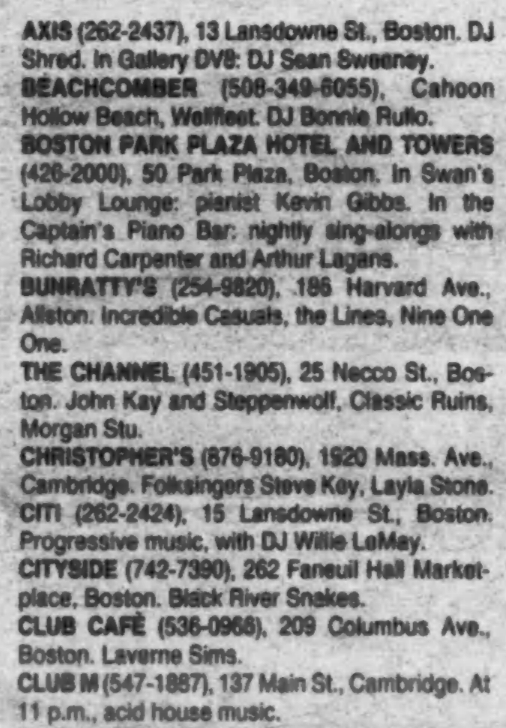 AXIS (262-2437), 13 Lansdowne St., Boston. DJ
Shred. In Gallery DV8: DJ Sean Sweeney.
BEACHCOMBER (508-349-6055), Cahoon
Hollow Beach, Wellfleet. DJ Bonnie Rullo.
BOSTON PARK PLAZA HOTEL AND TOWERS
(426-2000), 50 Park Plaza, Boston. In Swan's
Lobby Lounge: pianist Kevin Gibbs. In the
Captain's Piano Bar: nightly sing-alongs with
Richard Carpenter and Arthur Lagans.
BUNRATTY'S (254-9820), 186 Harvard Ave.,
Allston. Incredible Casuals, the Lines, Nine One
One.
THE CHANNEL (451-1905), 25 Necco St., Bos-
ton. John Kay and Steppenwolf, Classic Ruins,
Morgan Stu.
CHRISTOPHER'S (876-9180), 1920 Mass. Ave.,
Cambridge. Folksingers Steve Key, Layla Stone.
CITI (262-2424), 15 Lansdowne St., Boston.
Progressive music, with DJ Willie LeMay.
CITYSIDE (742-7390), 262 Faneuil Hall Market-
place, Boston. Black River Snakes.
CLUB CAFÉ (536-0966), 209 Columbus Ave.,
Boston. Laverne Sims.
CLUB M (547-1887), 137 Main St., Cambridge. At
11 p.m., acid house music.